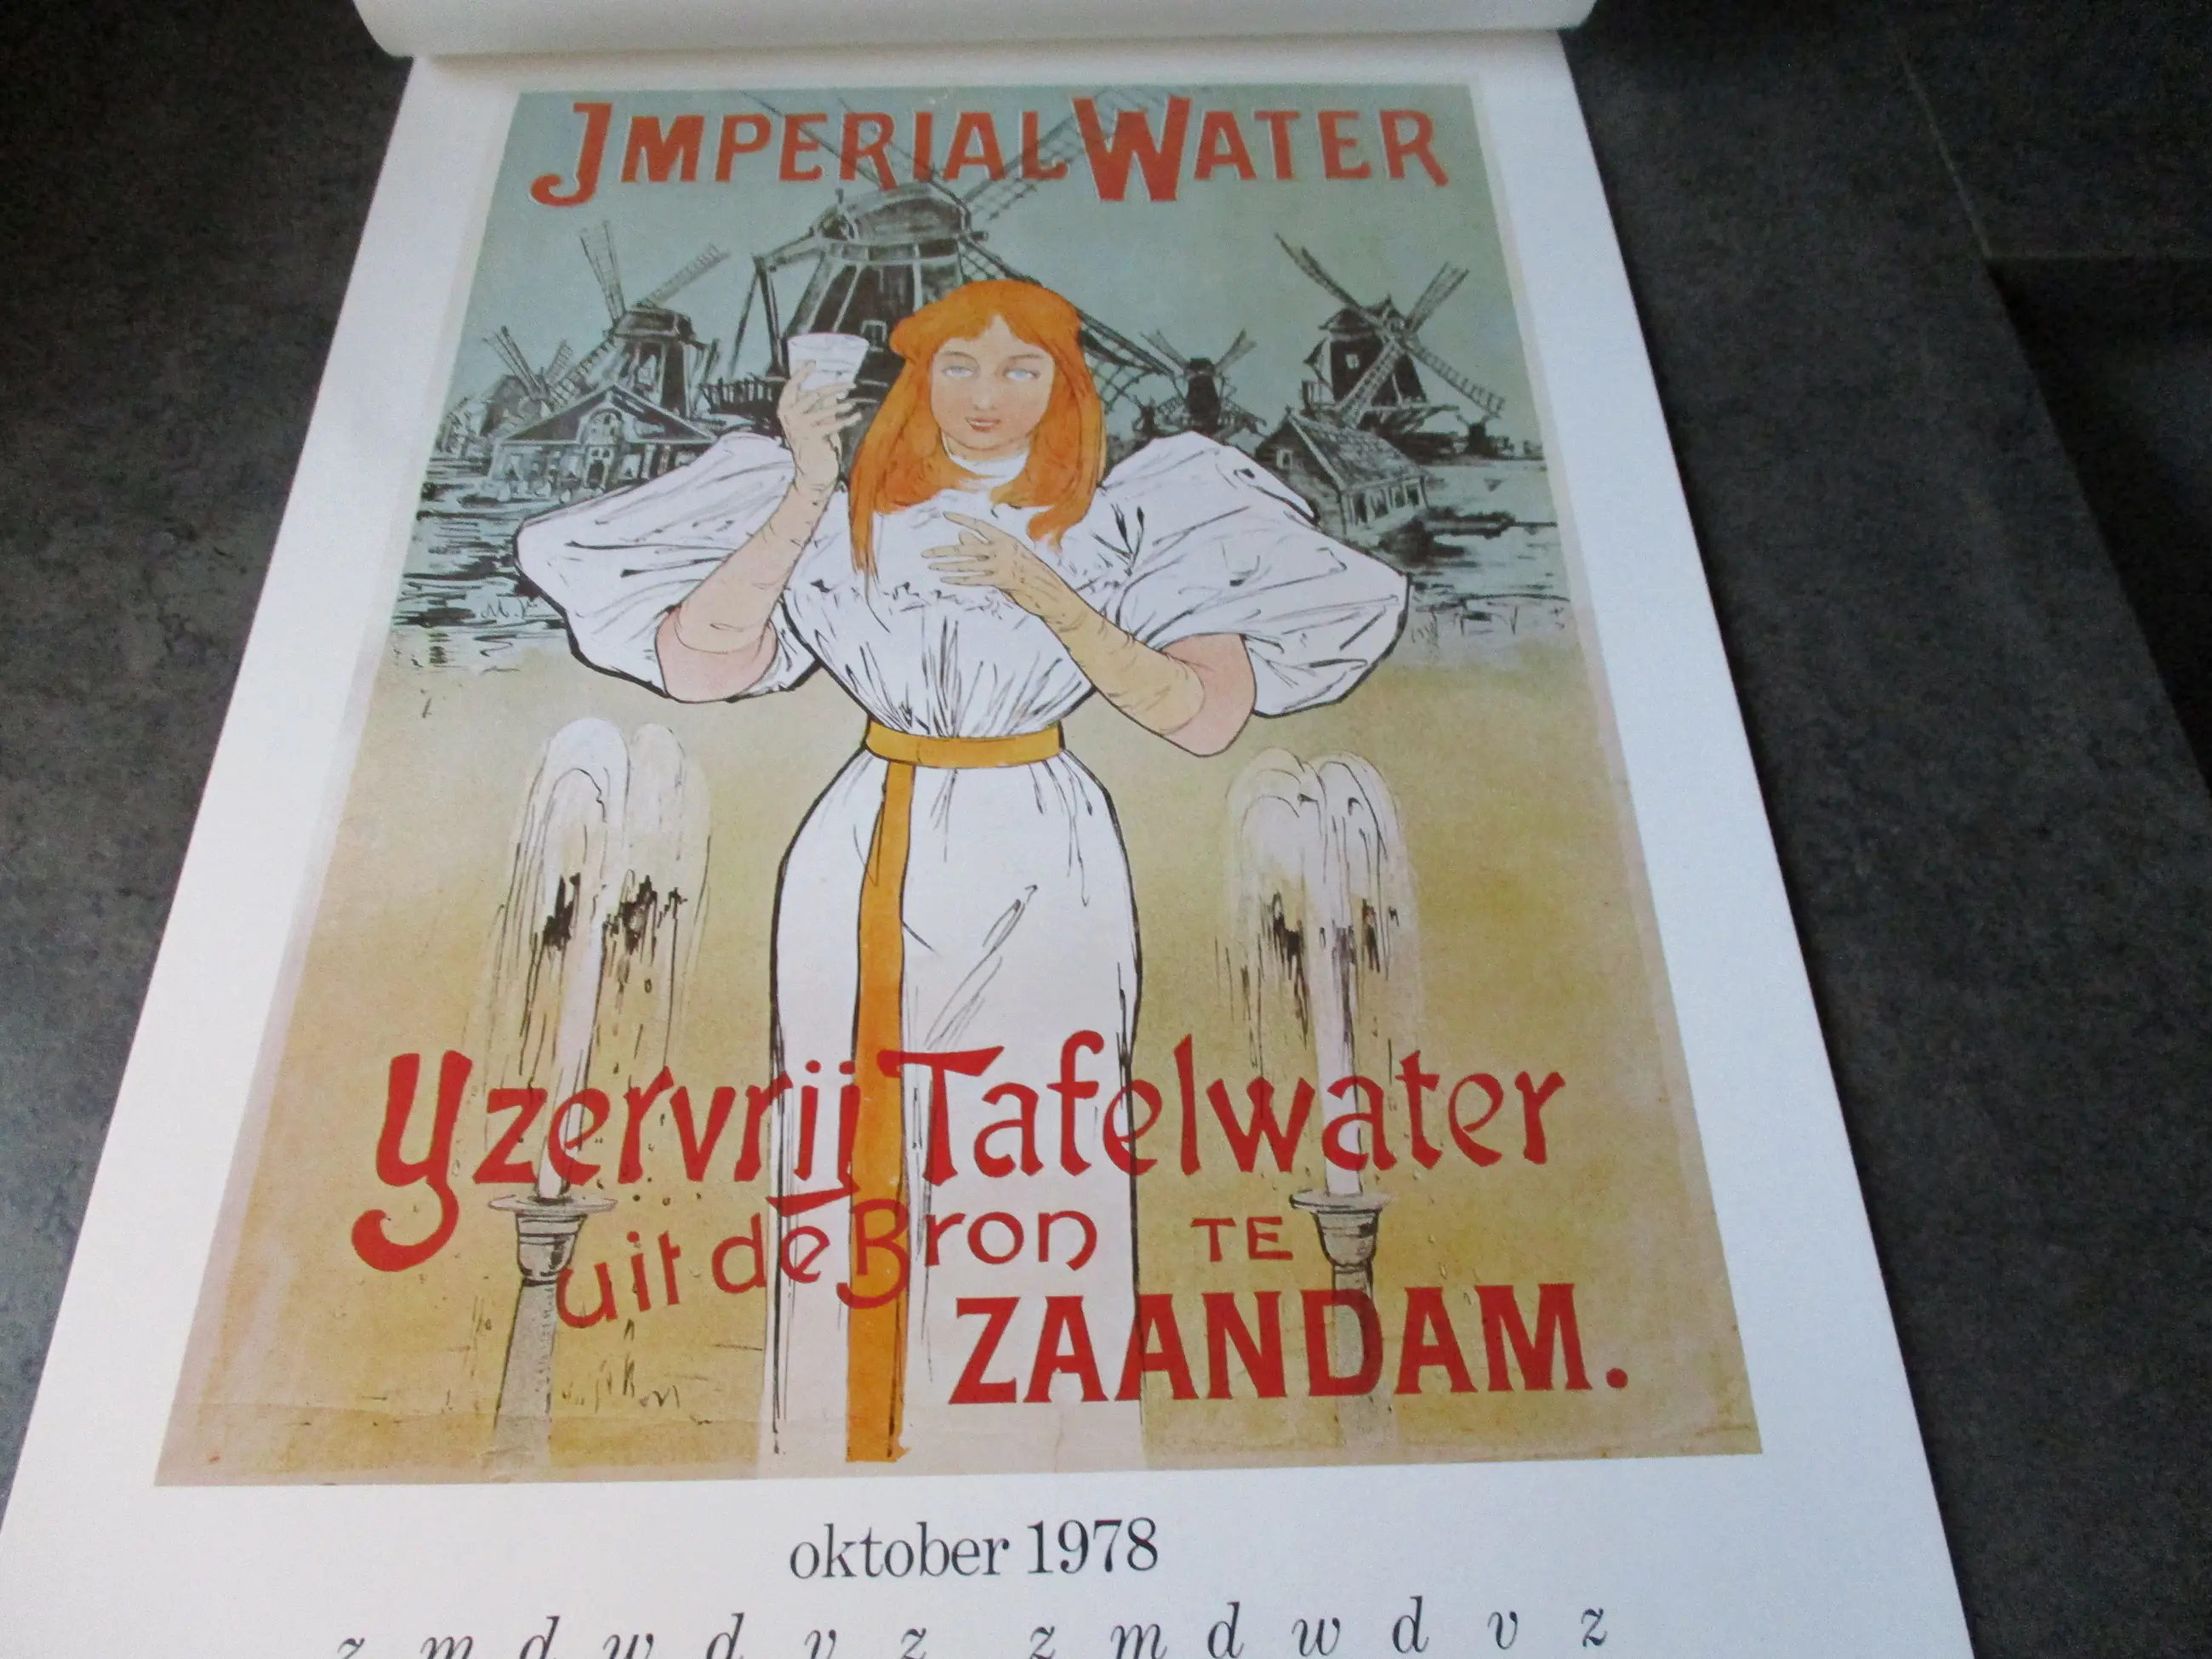 JMPERIAL WATER
Yzervrij Tafelwater
uit de Bron TE
ZAANDAM.
oktober 1978
z m d w d v z z m d w d v z